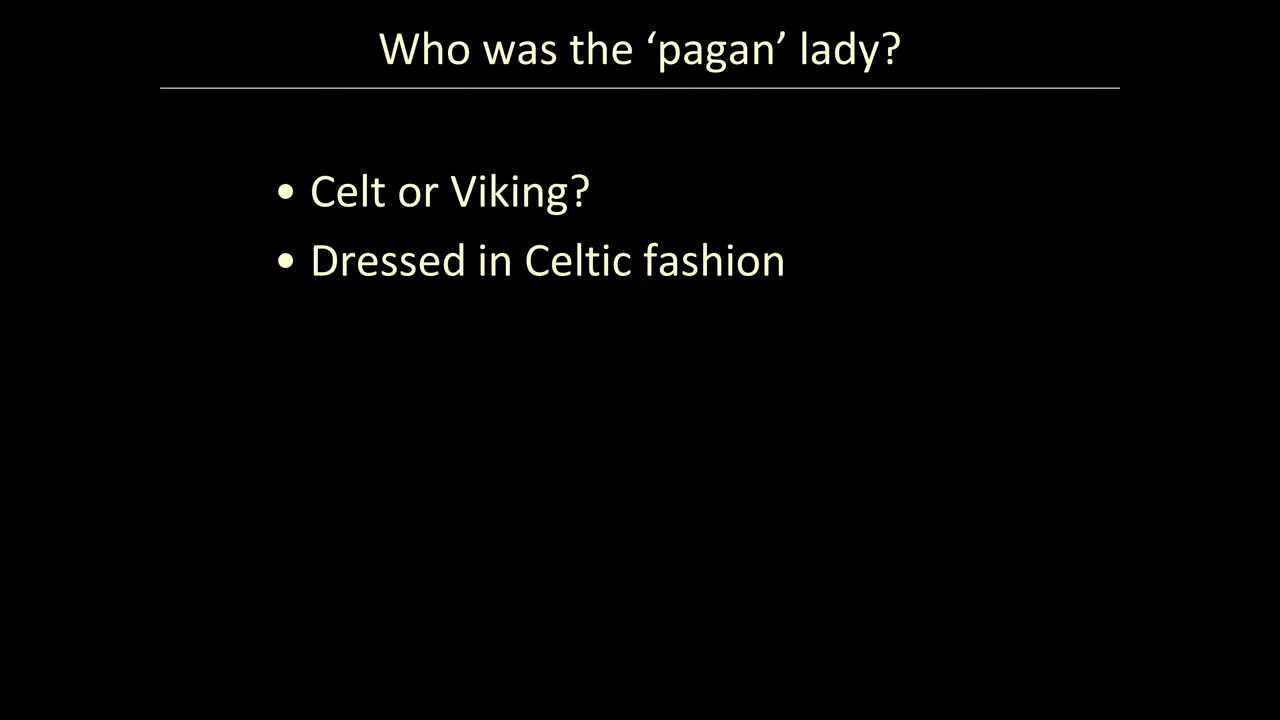 Who was the ‘pagan’ lady?
• Celt or Viking?
• Dressed in Celtic fashion